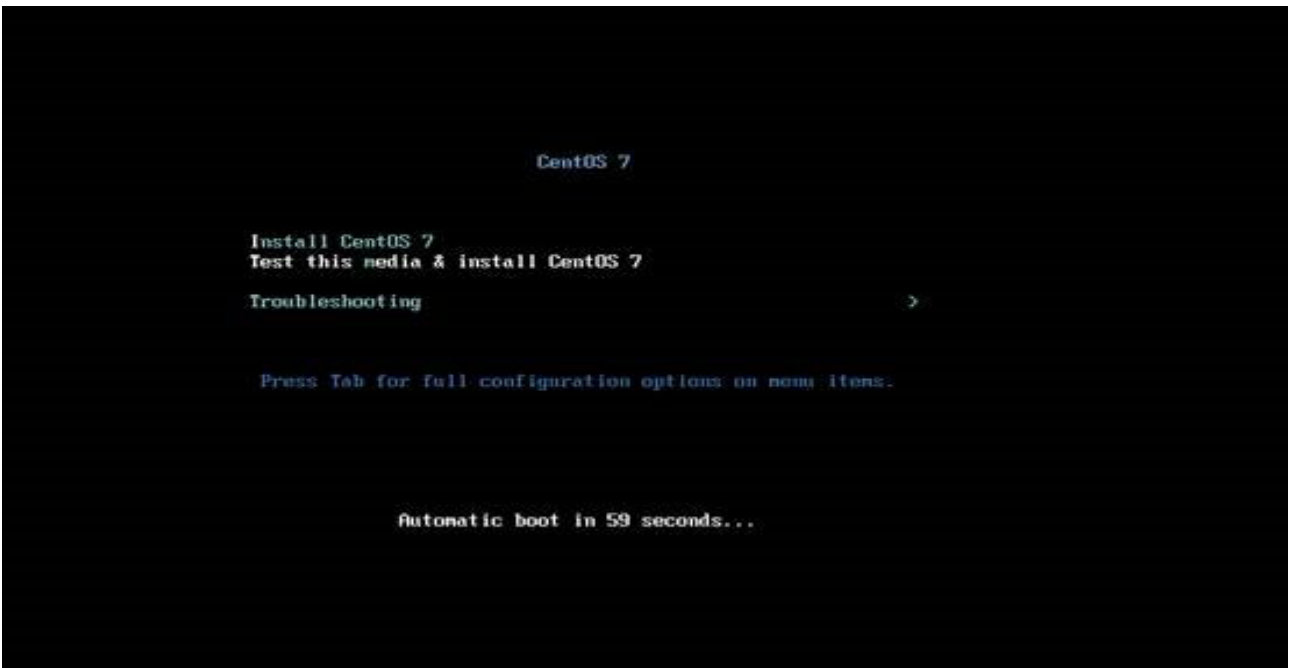 CentOS 7
Install CentOS 7
Test this media & install CentOS 7
Troubleshooting >
Press Tab for full configuration options on menu items.
Automatic boot in 59 seconds...